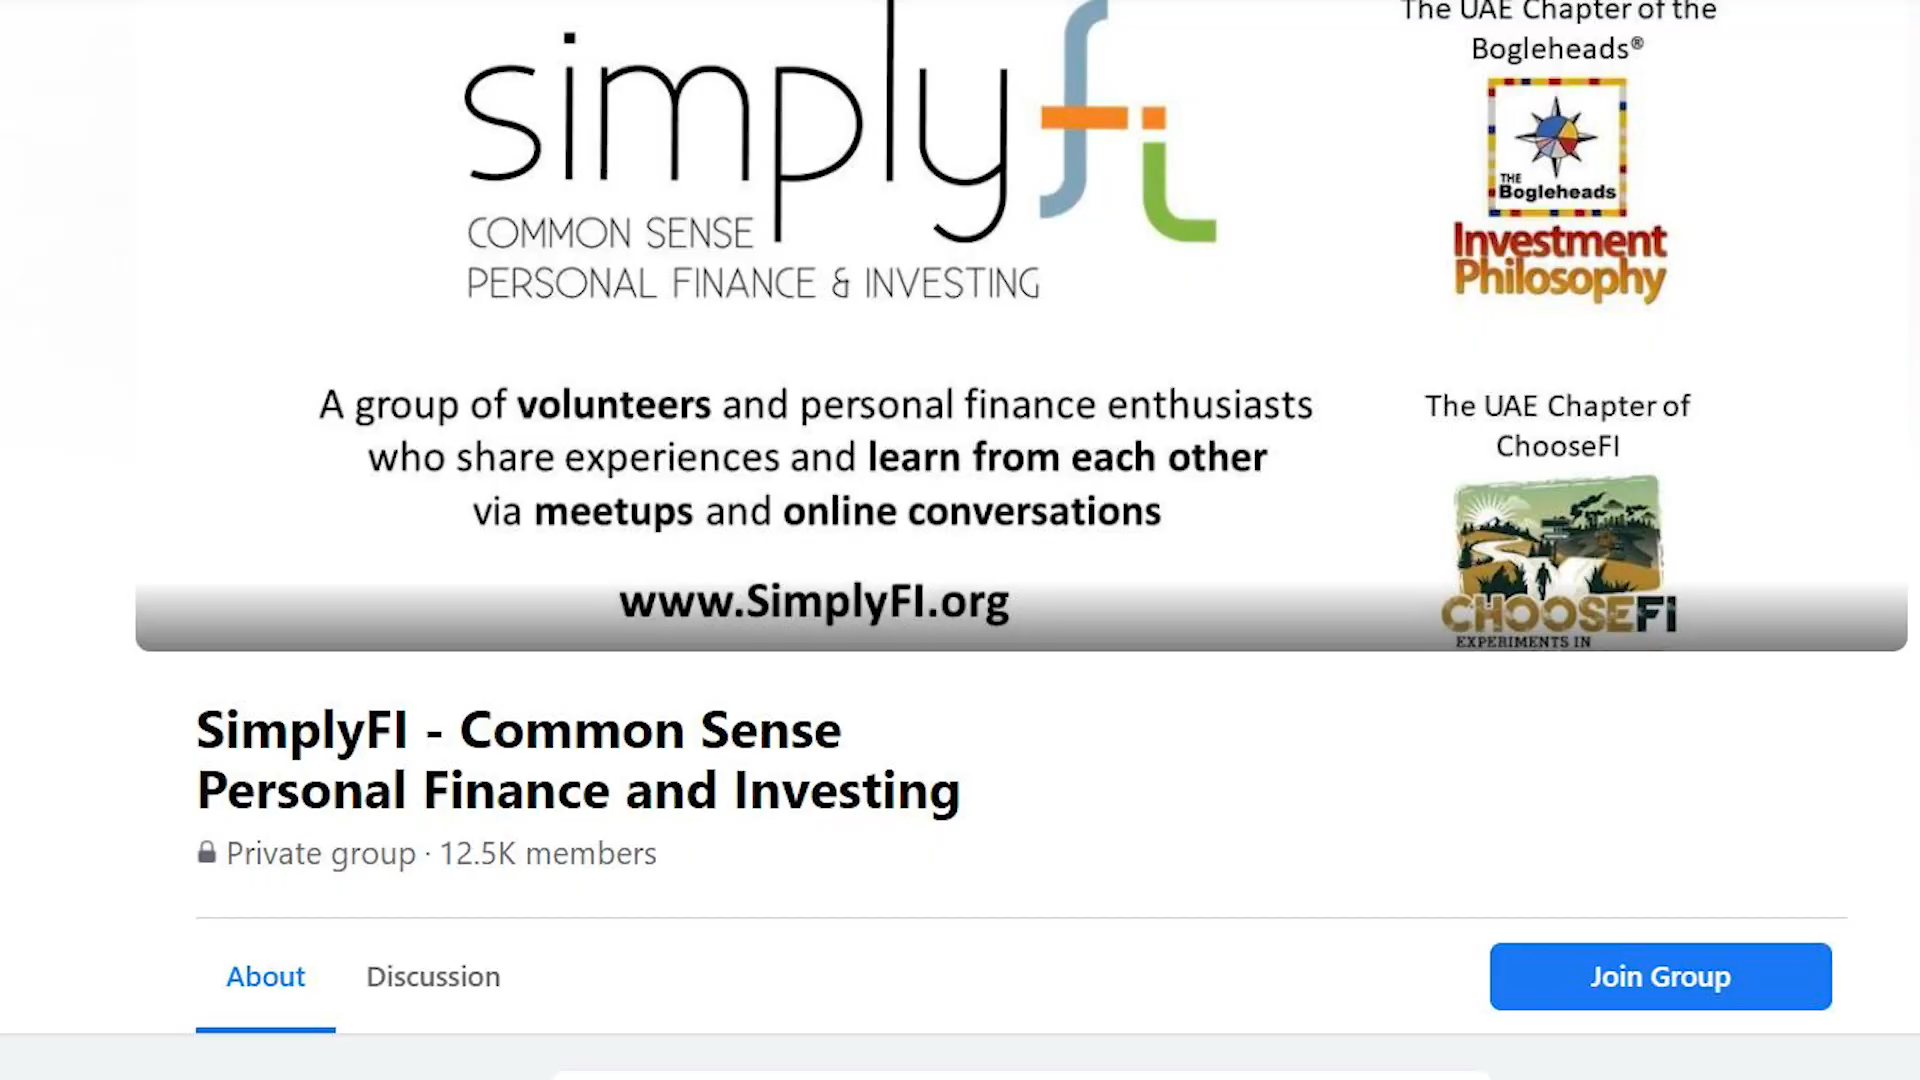 simplyfi
COMMON SENSE
PERSONAL FINANCE & INVESTING
A group of volunteers and personal finance enthusiasts
who share experiences and learn from each other
via meetups and online conversations
www.SimplyFI.org
The UAE Chapter of the
Bogleheads®
THE
Bogleheads
Investment
Philosophy
The UAE Chapter of
ChooseFI
CHOOSEFI
EXPERIMENTS IN
SimplyFI - Common Sense
Personal Finance and Investing
Private group · 12.5K members
About
Discussion
Join Group